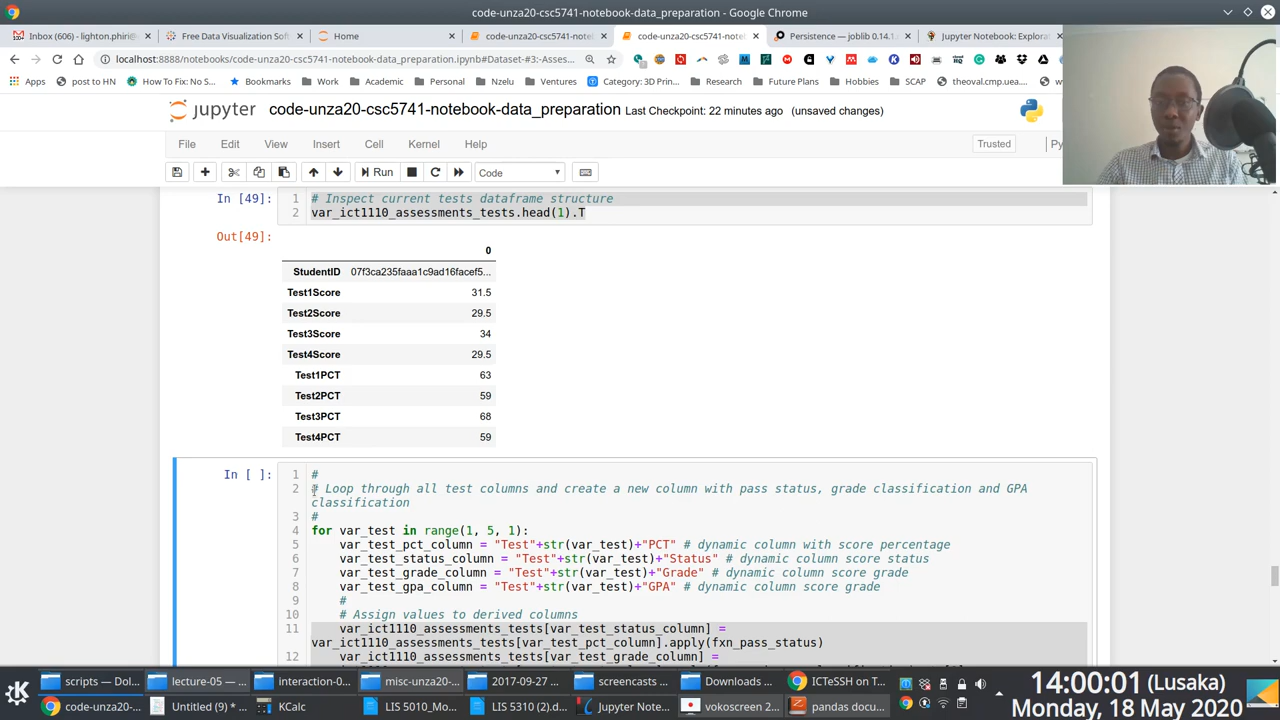 code-unza20-csc5741-notebook-data_preparation - Google Chrome
Inbox (606) - lighton.phiri@
Free Data Visualization Soft
Home
code-unza20-csc5741-notebook
code-unza20-csc5741-notebook
Persistence — joblib 0.14.1.
Jupyter Notebook: Explorat
localhost:8888/notebooks/code-unza20-csc5741-notebook-data_preparation.ipynb#Dataset-#3:-Asses...
Apps
post to HN
How To Fix: No S...
Bookmarks
Work
Academic
Personal
Nzelu
Ventures
Category:3D Prin...
Research
Future Plans
Hobbies
SCAP
theoval.cmp.uea...
jupyter
code-unza20-csc5741-notebook-data_preparation Last Checkpoint: 22 minutes ago (unsaved changes)
File Edit View Insert Cell Kernel Help
Trusted
Run
Code
In [49]:
1 # Inspect current tests dataframe structure
2 var_ict1110_assessments_tests.head(1).T
Out[49]:
0
StudentID 07f3ca235faaa1c9ad16facef5...
Test1Score 31.5
Test2Score 29.5
Test3Score 34
Test4Score 29.5
Test1PCT 63
Test2PCT 59
Test3PCT 68
Test4PCT 59
In [ ]:
1 #
2 # Loop through all test columns and create a new column with pass status, grade classification and GPA
classification
3 #
4 for var_test in range(1, 5, 1):
5 var_test_pct_column = "Test"+str(var_test)+"PCT" # dynamic column with score percentage
6 var_test_status_column = "Test"+str(var_test)+"Status" # dynamic column score status
7 var_test_grade_column = "Test"+str(var_test)+"Grade" # dynamic column score grade
8 var_test_gpa_column = "Test"+str(var_test)+"GPA" # dynamic column score grade
9 #
10 # Assign values to derived columns
11 var_ict1110_assessments_tests[var_test_status_column] =
var_ict1110_assessments_tests[var_test_pct_column].apply(fxn_pass_status)
12 var_ict1110_assessments_tests[var_test_grade_column] =
scripts — Dol...
lecture-05 — ...
interaction-0...
misc-unza20-...
2017-09-27 ...
screencasts ...
Downloads ...
ICTeSSH on T...
code-unza20-...
Untitled (9) * ...
KCalc
LIS 5010_Mo...
LIS 5310 (2).d...
Jupyter Note...
vokoscreen 2...
pandas docu...
14:00:01 (Lusaka)
Monday, 18 May 2020